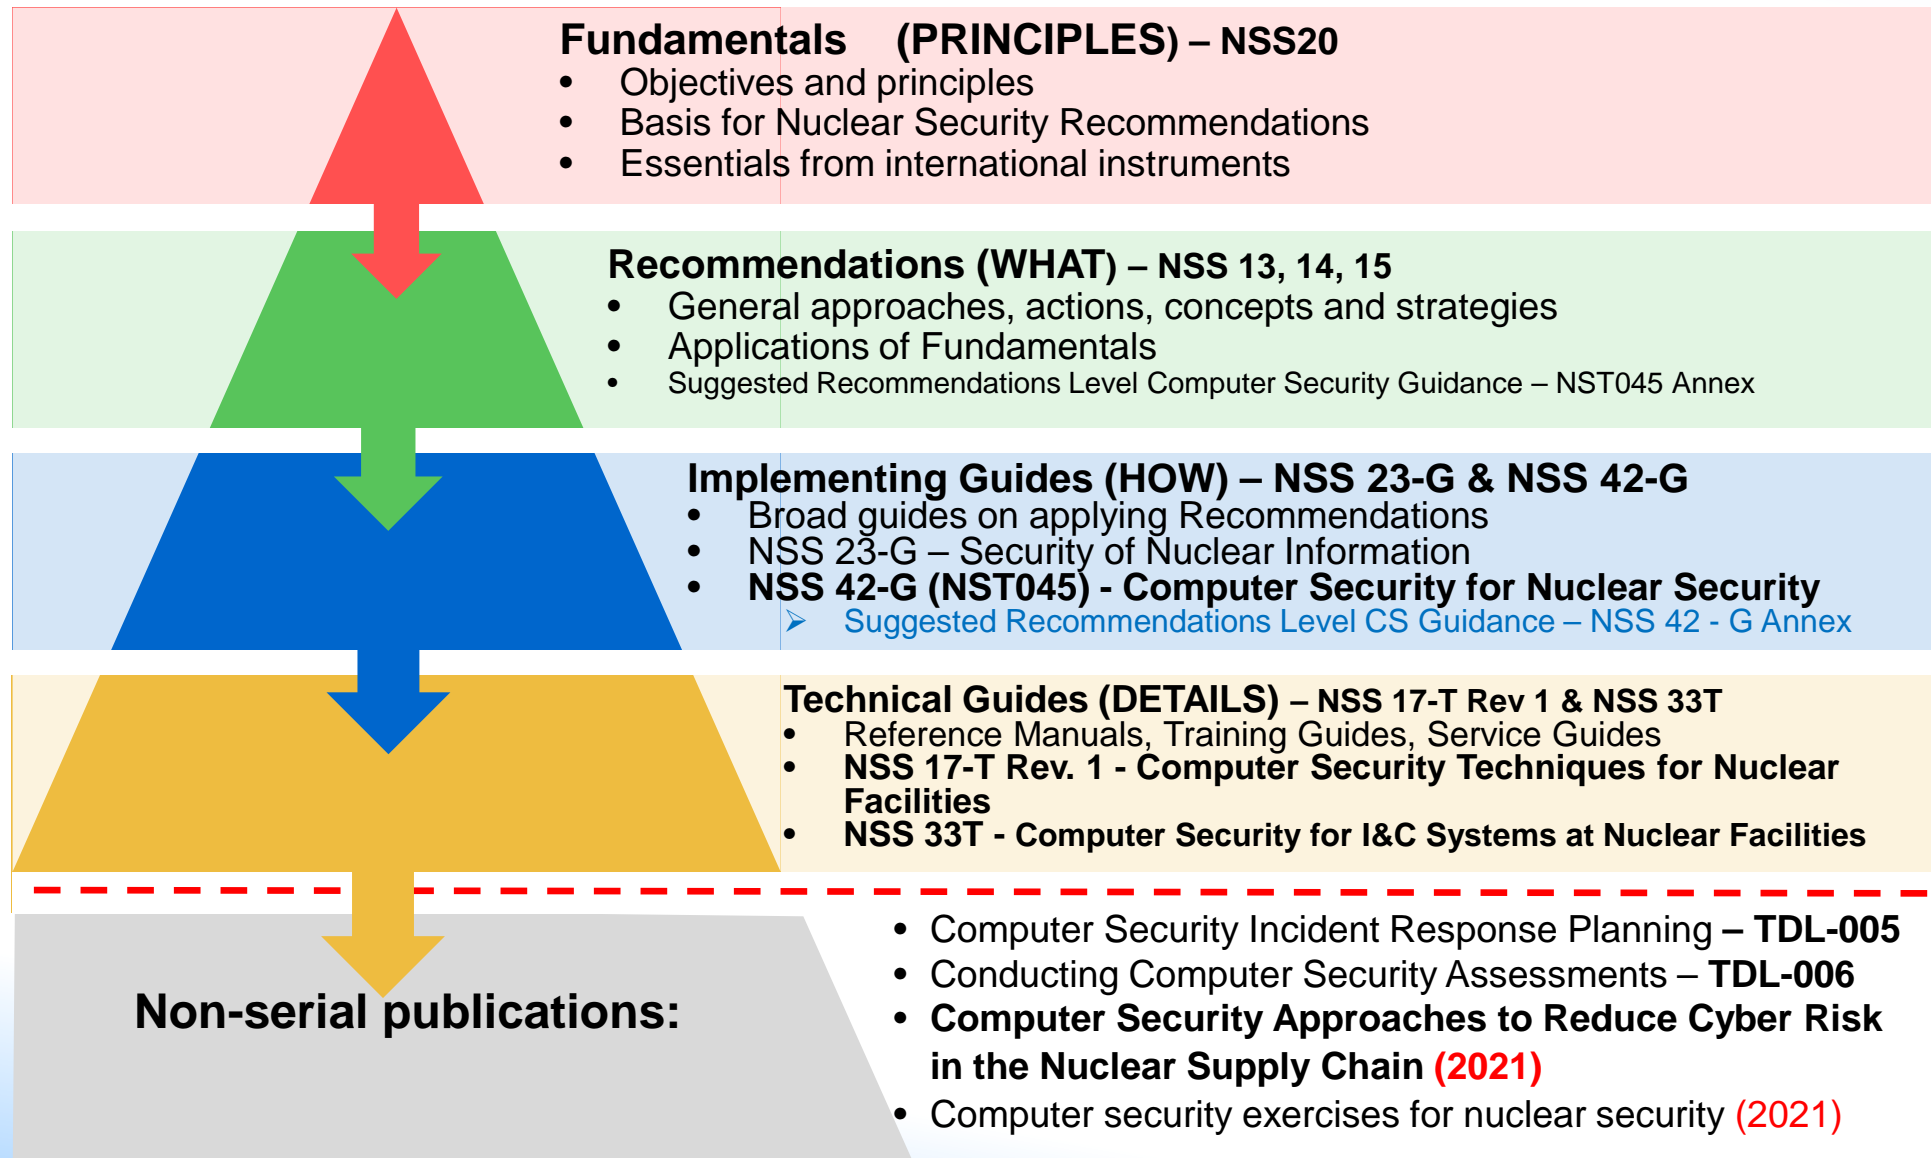 Fundamentals (PRINCIPLES) – NSS20
• Objectives and principles
• Basis for Nuclear Security Recommendations
• Essentials from international instruments
Recommendations (WHAT) – NSS 13, 14, 15
• General approaches, actions, concepts and strategies
• Applications of Fundamentals
• Suggested Recommendations Level Computer Security Guidance – NST045 Annex
Implementing Guides (HOW) – NSS 23-G & NSS 42-G
• Broad guides on applying Recommendations
• NSS 23-G – Security of Nuclear Information
• NSS 42-G (NST045) - Computer Security for Nuclear Security
➢ Suggested Recommendations Level CS Guidance – NSS 42 - G Annex
Technical Guides (DETAILS) – NSS 17-T Rev 1 & NSS 33T
• Reference Manuals, Training Guides, Service Guides
• NSS 17-T Rev. 1 - Computer Security Techniques for Nuclear
Facilities
• NSS 33T - Computer Security for I&C Systems at Nuclear Facilities
Non-serial publications:
• Computer Security Incident Response Planning – TDL-005
• Conducting Computer Security Assessments – TDL-006
• Computer Security Approaches to Reduce Cyber Risk
in the Nuclear Supply Chain (2021)
• Computer security exercises for nuclear security (2021)